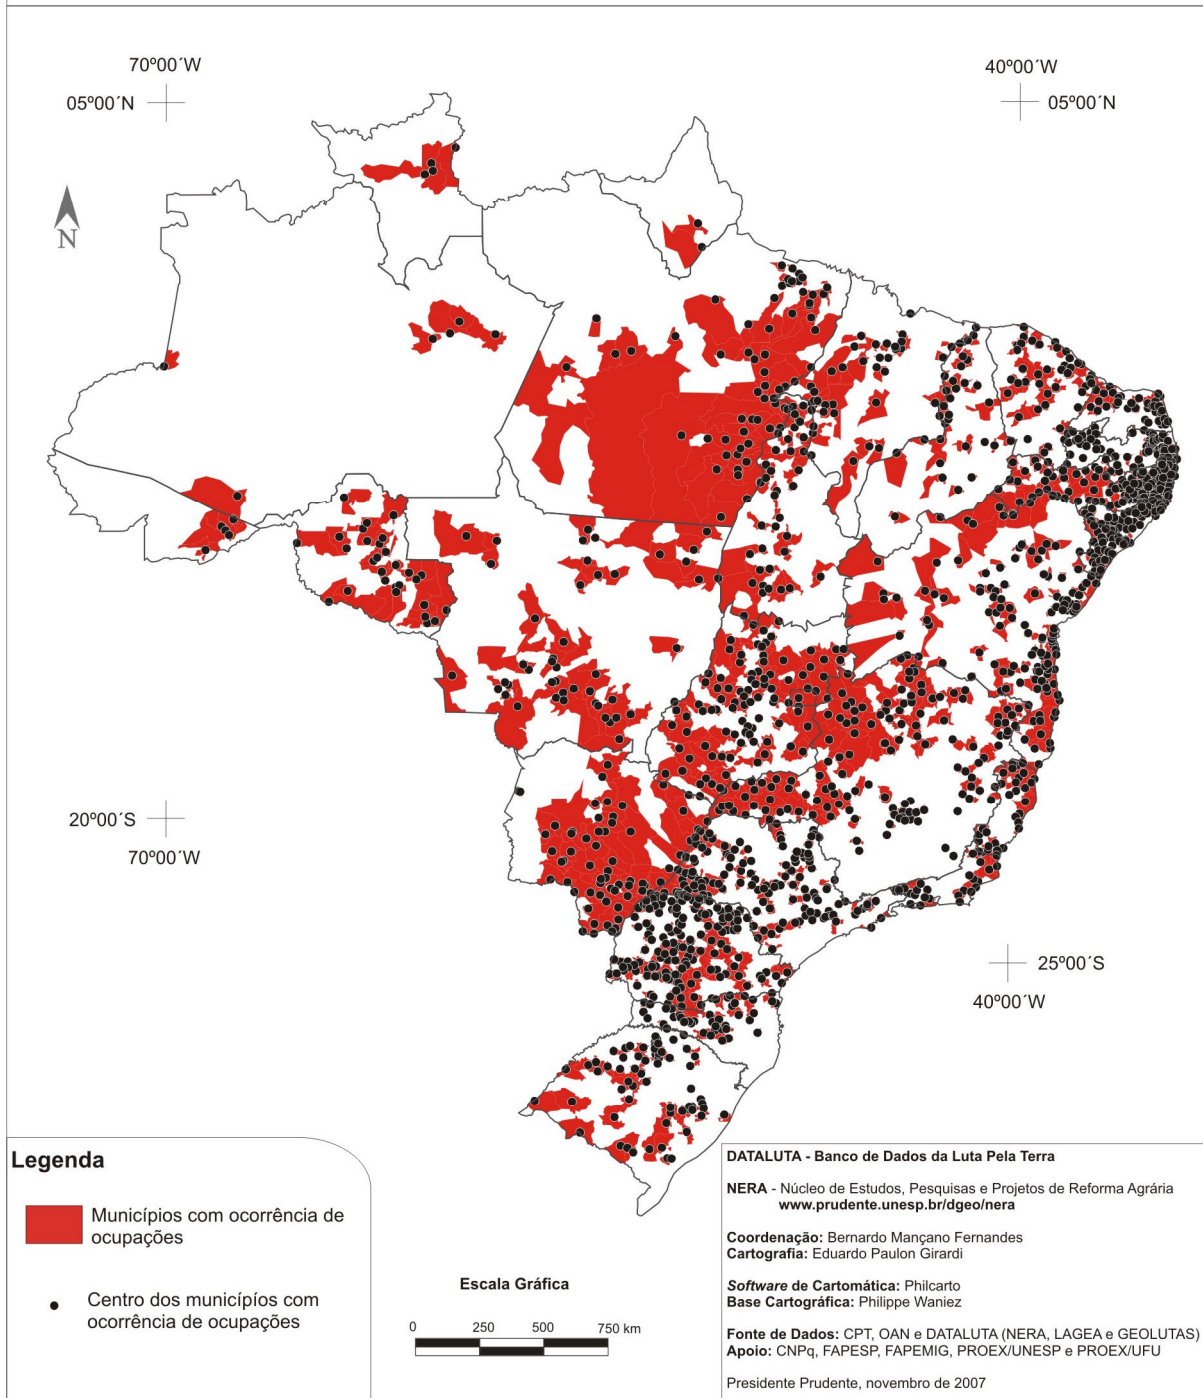 70º00´W
40º00´W
05º00´N
05º00´N
N
20º00´S
70º00´W
25º00´S
40º00´W
Legenda
Municípios com ocorrência de
ocupações
Centro dos municípíos com
ocorrência de ocupações
Escala Gráfica
0 250 500 750 km
DATALUTA - Banco de Dados da Luta Pela Terra
NERA - Núcleo de Estudos, Pesquisas e Projetos de Reforma Agrária
www.prudente.unesp.br/dgeo/nera
Coordenação: Bernardo Mançano Fernandes
Cartografia: Eduardo Paulon Girardi
Software de Cartomática: Philcarto
Base Cartográfica: Philippe Waniez
Fonte de Dados: CPT, OAN e DATALUTA (NERA, LAGEA e GEOLUTAS)
Apoio: CNPq, FAPESP, FAPEMIG, PROEX/UNESP e PROEX/UFU
Presidente Prudente, novembro de 2007